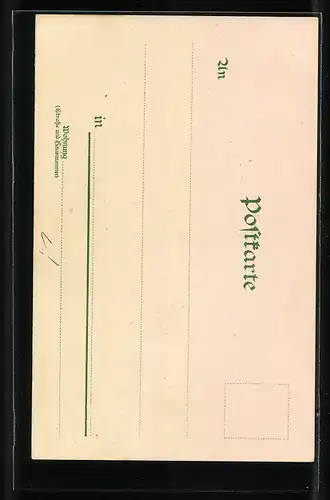 Postkarte
An
in
Wohnung
(Straße und Hausnummer)